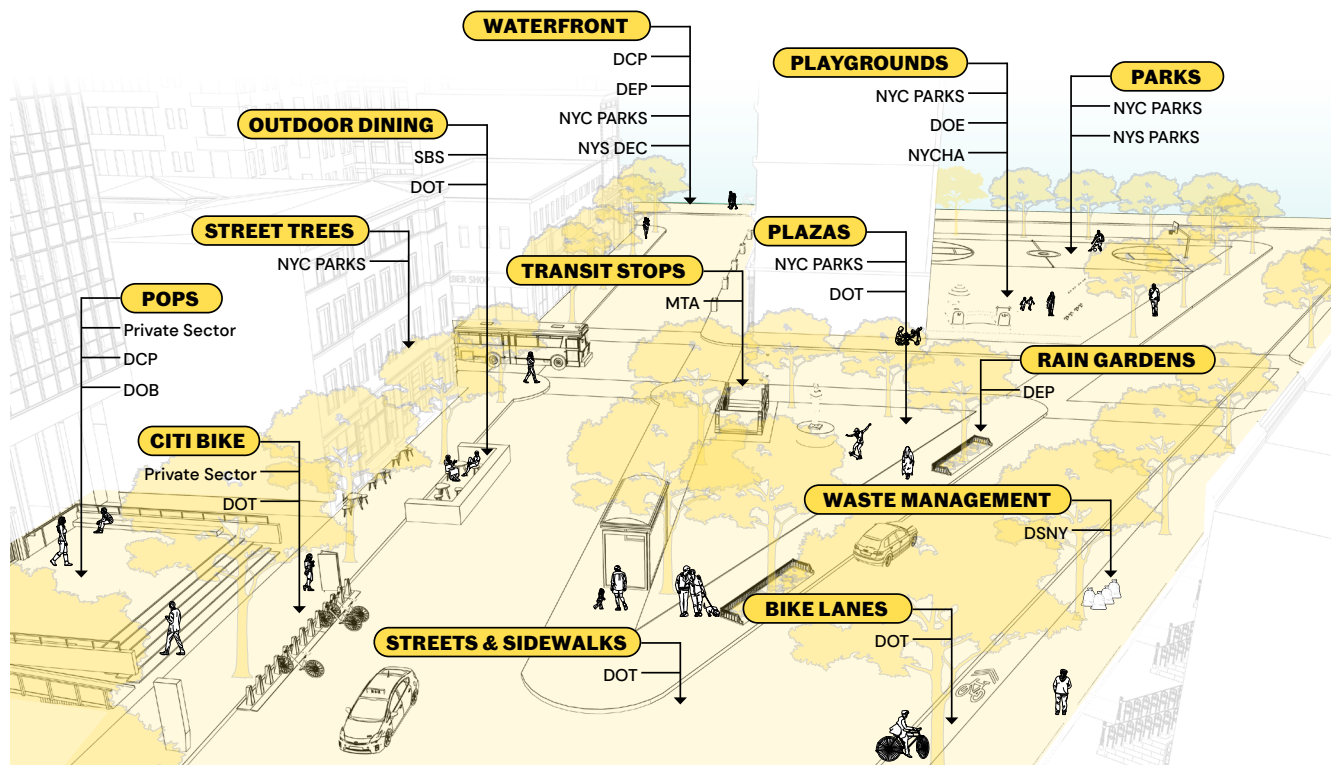 WATERFRONT
DCP
DEP
NYC PARKS
NYS DEC
PLAYGROUNDS
NYC PARKS
DOE
NYCHA
PARKS
NYC PARKS
NYS PARKS
OUTDOOR DINING
SBS
DOT
STREET TREES
NYC PARKS
PLAZAS
NYC PARKS
DOT
TRANSIT STOPS
MTA
POPS
Private Sector
DCP
DOB
RAIN GARDENS
DEP
CITI BIKE
Private Sector
DOT
WASTE MANAGEMENT
DSNY
BIKE LANES
DOT
STREETS & SIDEWALKS
DOT